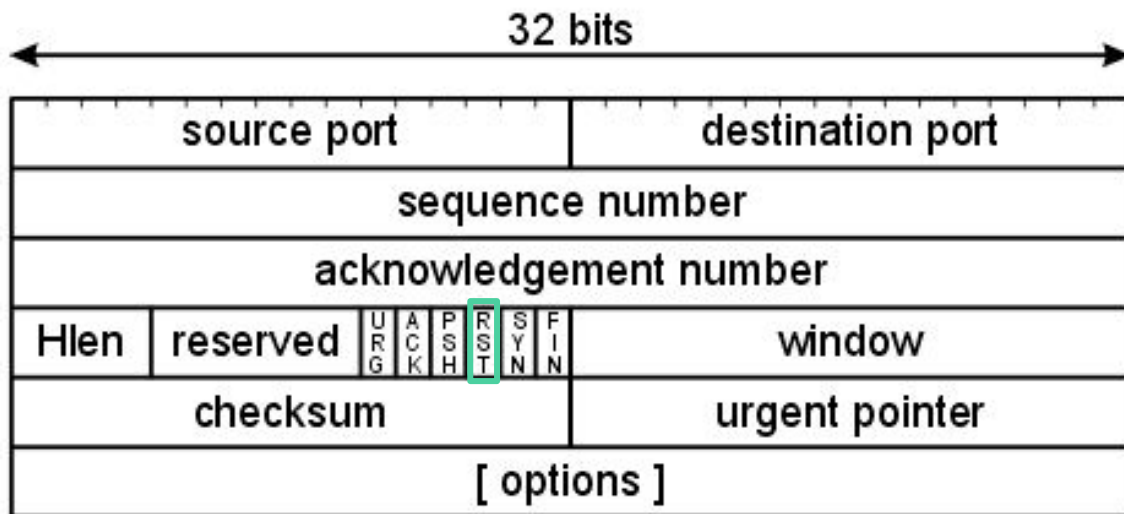 32 bits
source port destination port
sequence number
acknowledgement number
Hlen reserved URG ACK PSH RST SYN FIN window
checksum urgent pointer
[ options ]